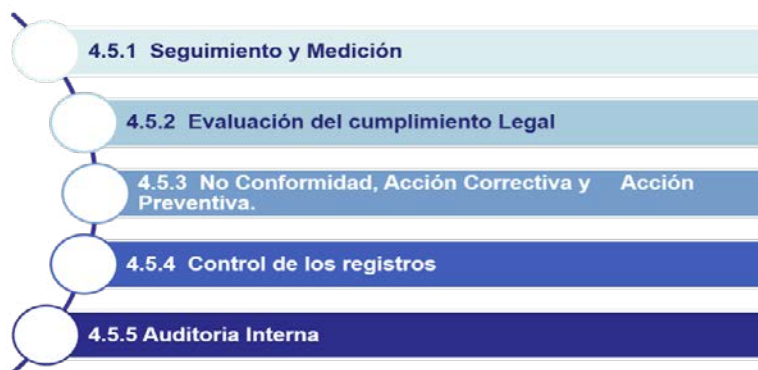 4.5.1 Seguimiento y Medición
4.5.2 Evaluación del cumplimiento Legal
4.5.3 No Conformidad, Acción Correctiva y Acción
Preventiva.
4.5.4 Control de los registros
4.5.5 Auditoria Interna